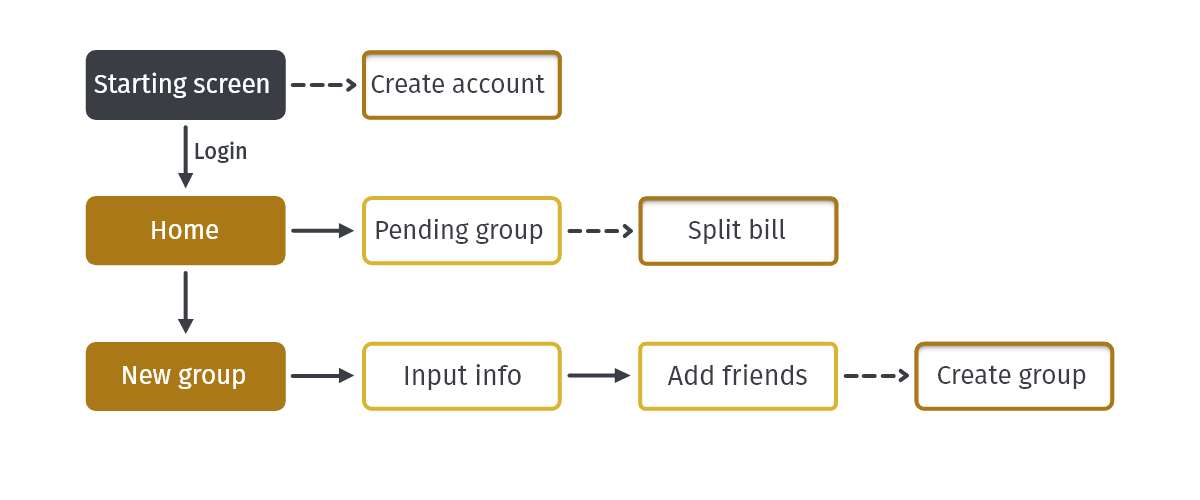 Starting screen
Create account
Login
Home
Pending group
Split bill
New group
Input info
Add friends
Create group